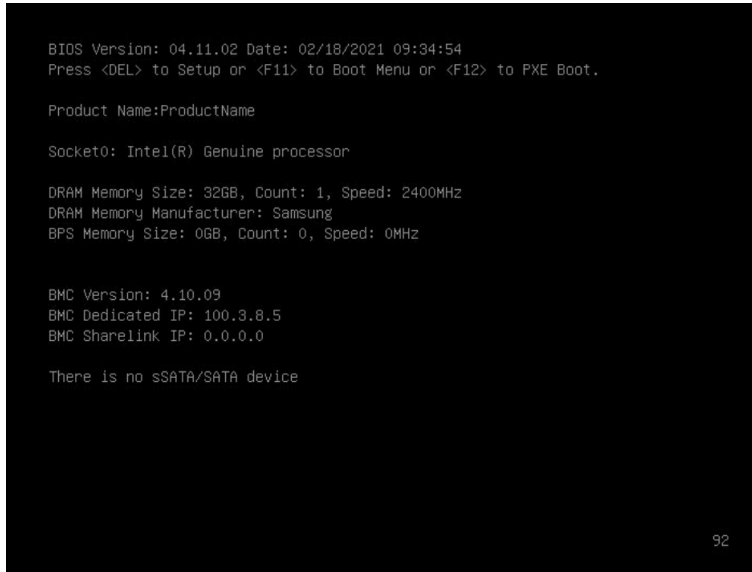 BIOS Version: 04.11.02 Date: 02/18/2021 09:34:54
Press <DEL> to Setup or <F11> to Boot Menu or <F12> to PXE Boot.
Product Name:ProductName
Socket0: Intel(R) Genuine processor
DRAM Memory Size: 32GB, Count: 1, Speed: 2400MHz
DRAM Memory Manufacturer: Samsung
BPS Memory Size: 0GB, Count: 0, Speed: 0MHz
BMC Version: 4.10.09
BMC Dedicated IP: 100.3.8.5
BMC Sharelink IP: 0.0.0.0
There is no sSATA/SATA device
92